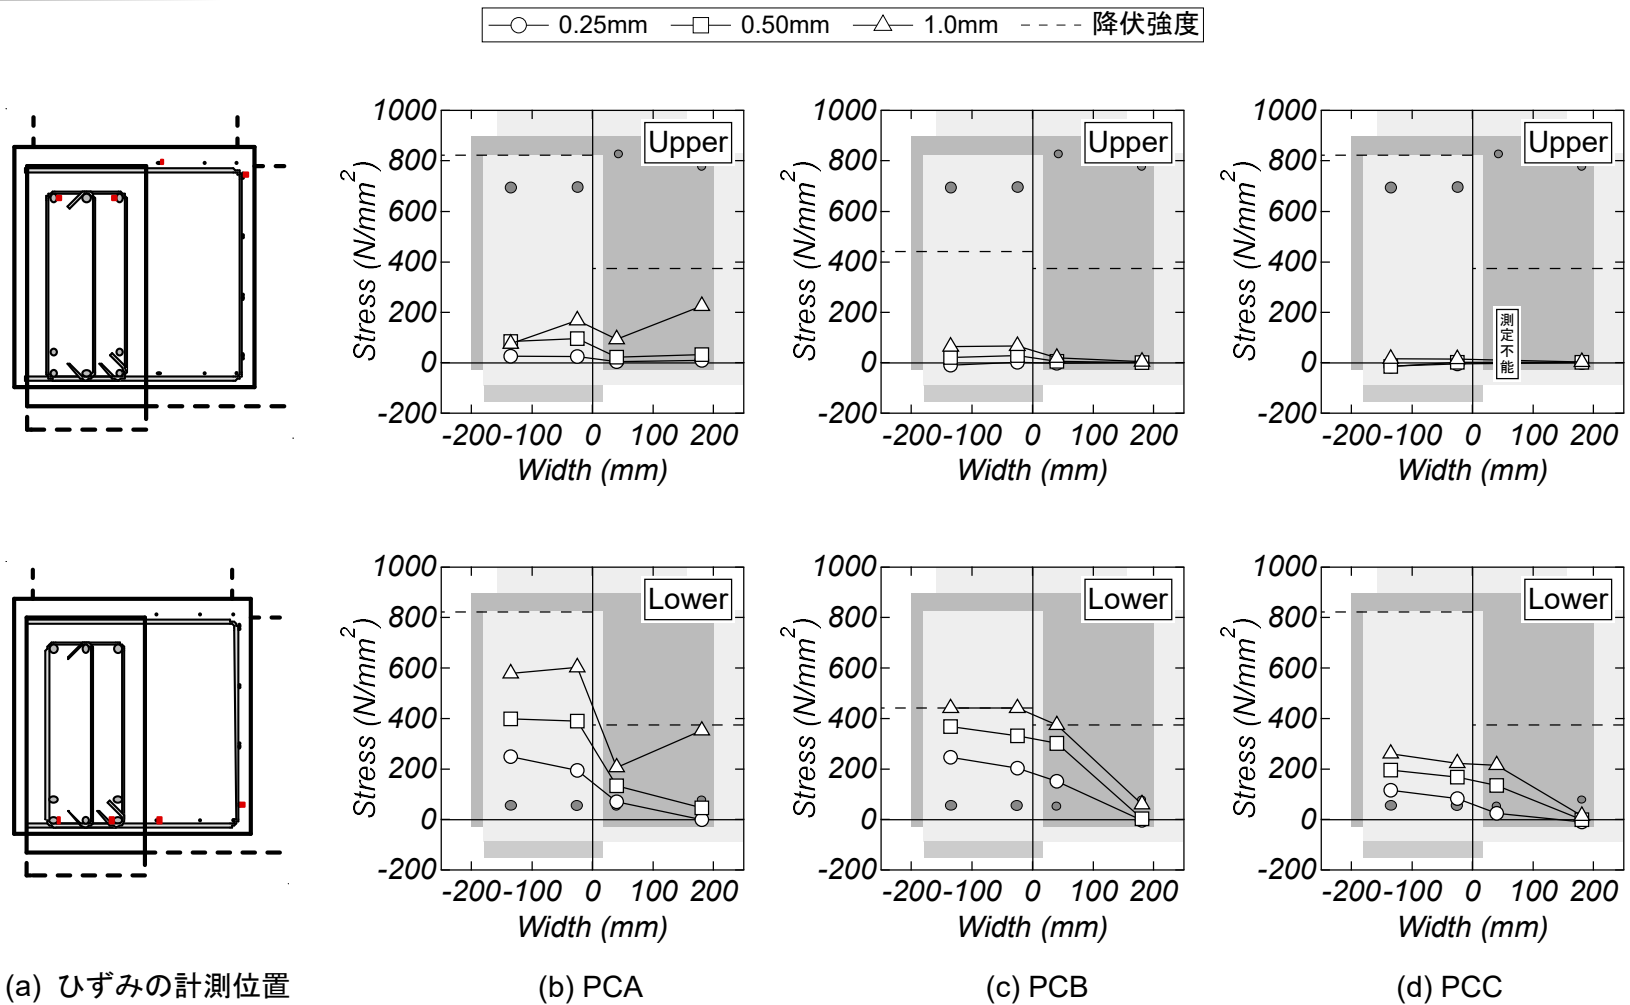 0.25mm 0.50mm 1.0mm 降伏強度
1000 1000 1000
Upper Upper Upper
800 800 800
600 600 600
400 400 400
200 200 200
0 0 0
-200 -200 -200
Stress (N/mm²) Stress (N/mm²) Stress (N/mm²)
測定不能
-200 -100 0 100 200 -200 -100 0 100 200 -200 -100 0 100 200
Width (mm) Width (mm) Width (mm)
1000 1000 1000
Lower Lower Lower
800 800 800
600 600 600
400 400 400
200 200 200
0 0 0
-200 -200 -200
Stress (N/mm²) Stress (N/mm²) Stress (N/mm²)
-200 -100 0 100 200 -200 -100 0 100 200 -200 -100 0 100 200
Width (mm) Width (mm) Width (mm)
(a) ひずみの計測位置 (b) PCA (c) PCB (d) PCC